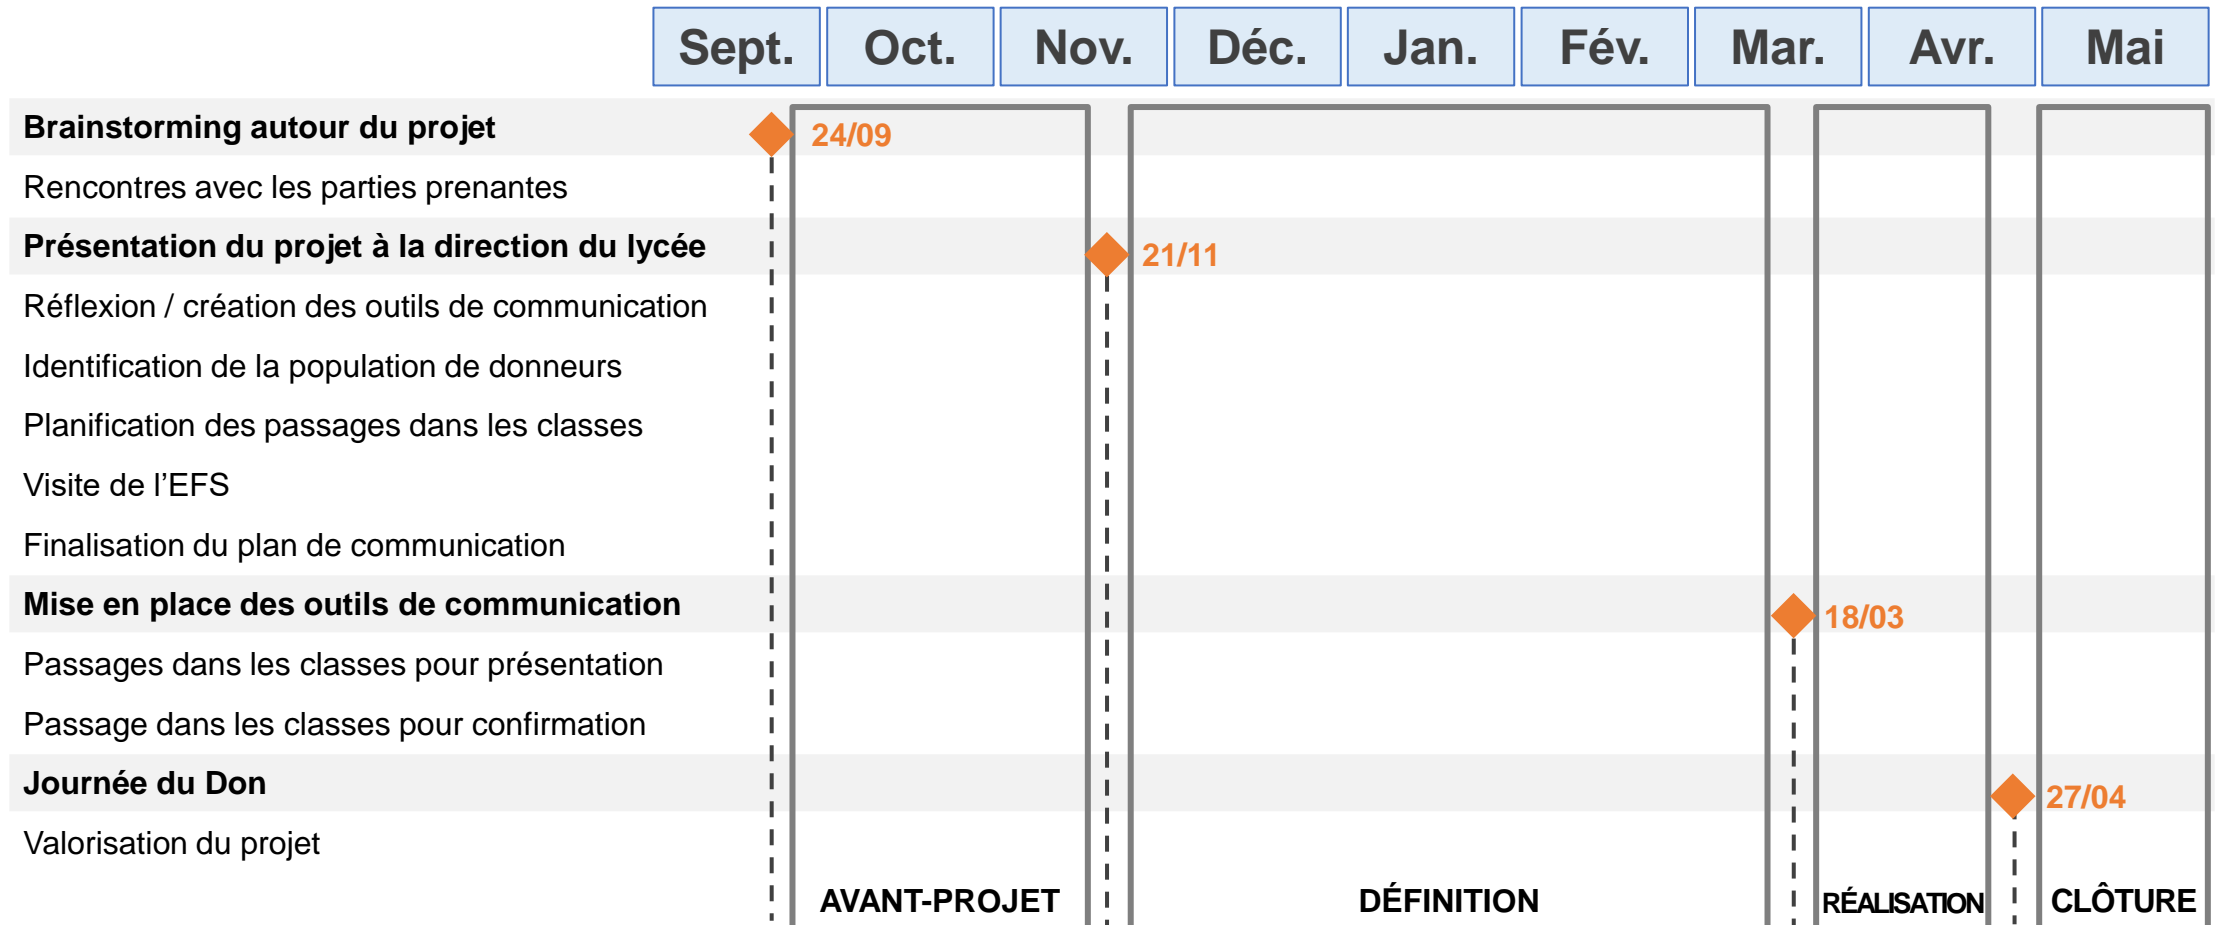 Sept. Oct. Nov. Déc. Jan. Fév. Mar. Avr. Mai
Brainstorming autour du projet 24/09
Rencontres avec les parties prenantes
Présentation du projet à la direction du lycée 21/11
Réflexion / création des outils de communication
Identification de la population de donneurs
Planification des passages dans les classes
Visite de l’EFS
Finalisation du plan de communication
Mise en place des outils de communication 18/03
Passages dans les classes pour présentation
Passage dans les classes pour confirmation
Journée du Don 27/04
Valorisation du projet
AVANT-PROJET DÉFINITION RÉALISATION CLÔTURE